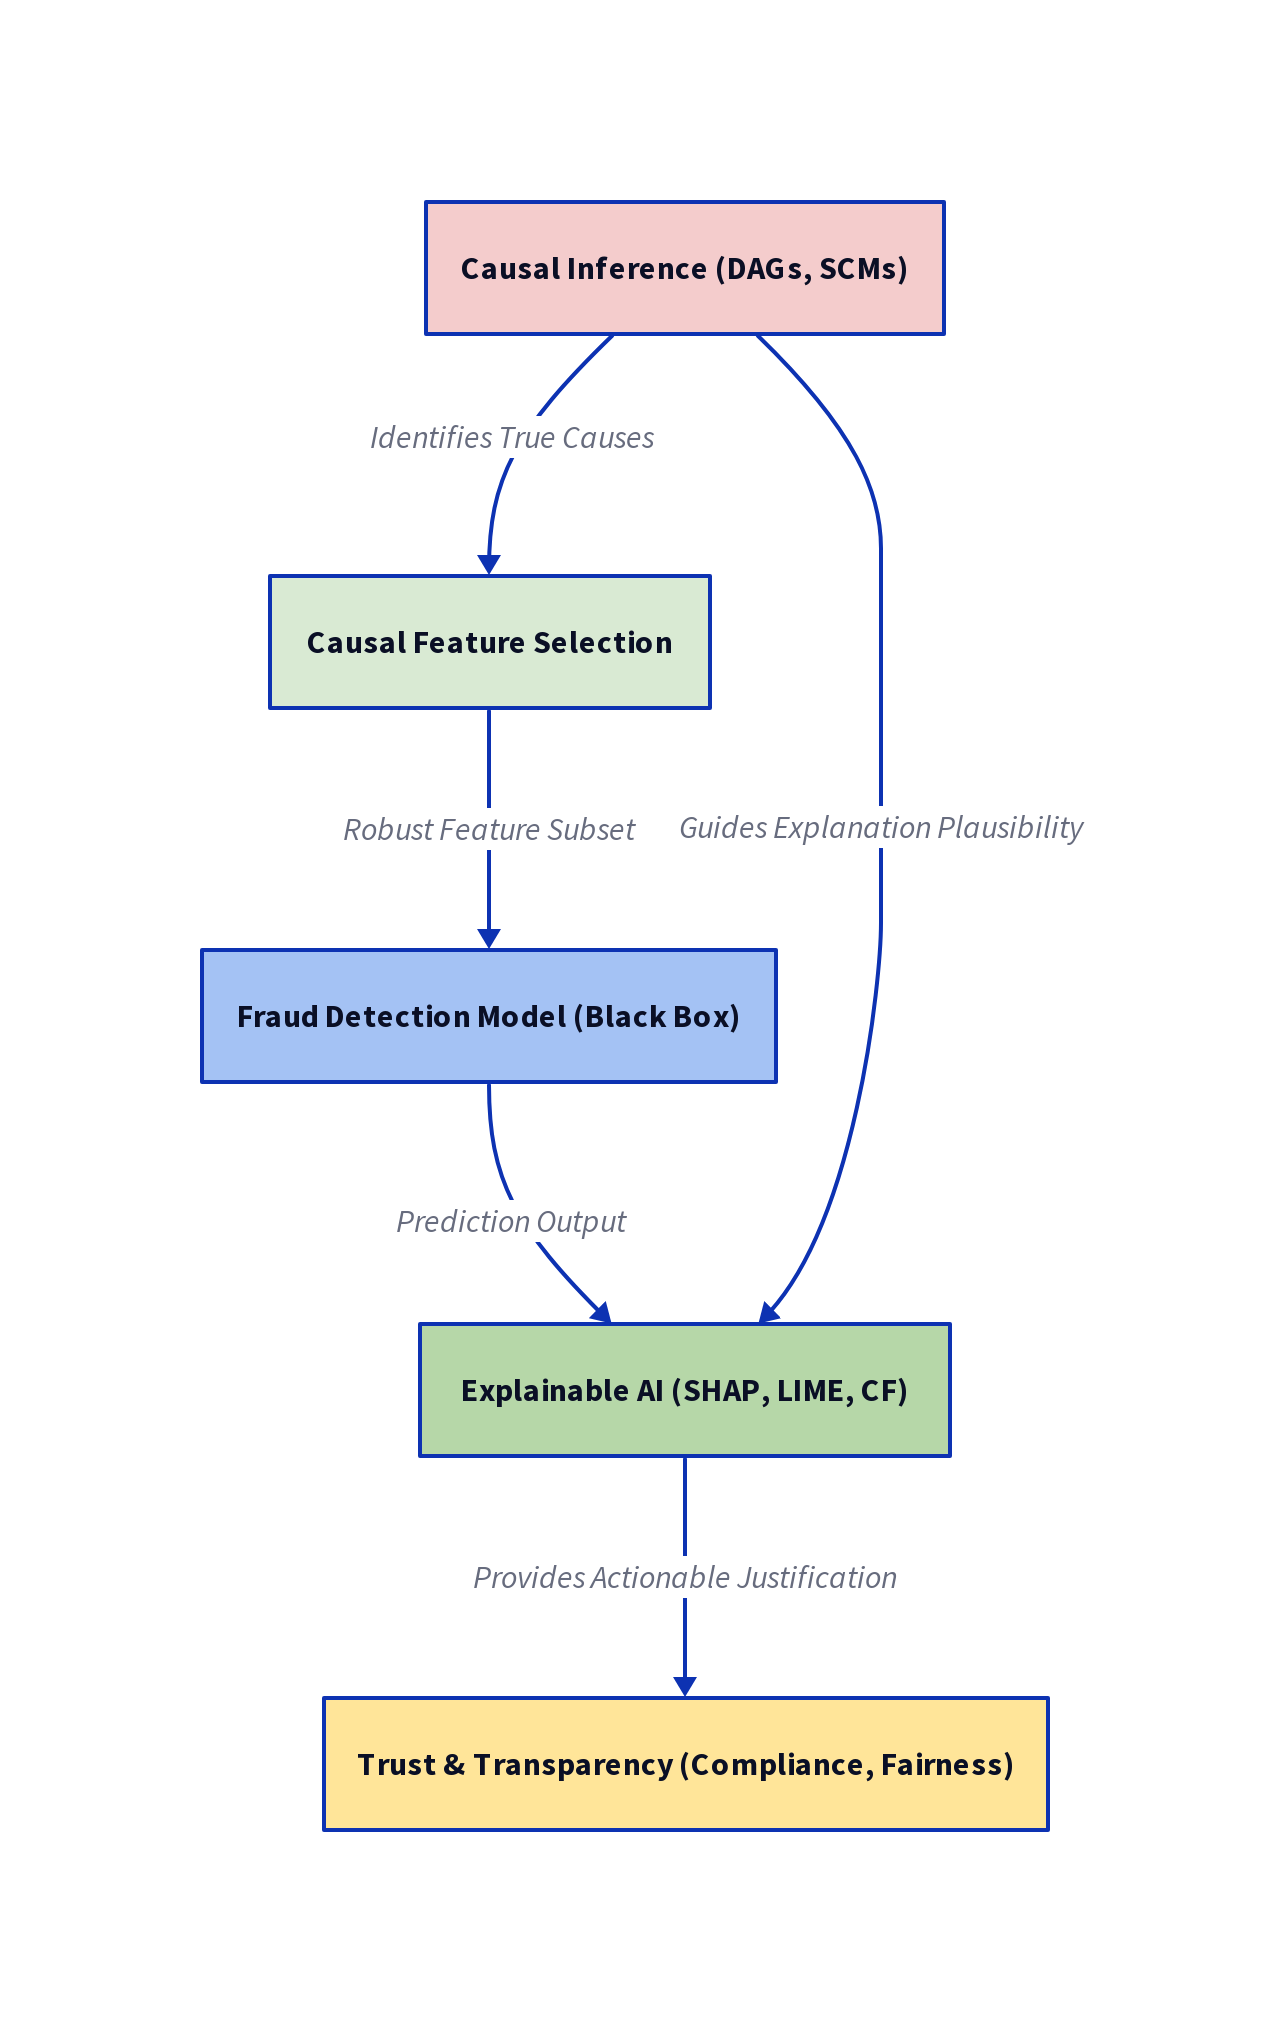 Causal Inference (DAGs, SCMs)
Identifies True Causes
Causal Feature Selection
Robust Feature Subset
Guides Explanation Plausibility
Fraud Detection Model (Black Box)
Prediction Output
Explainable AI (SHAP, LIME, CF)
Provides Actionable Justification
Trust & Transparency (Compliance, Fairness)